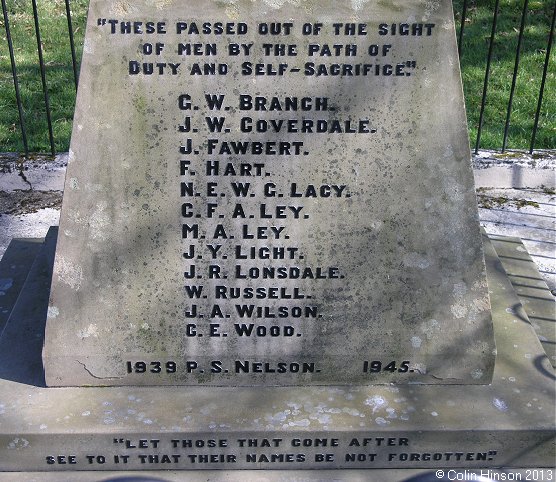 "THESE PASSED OUT OF THE SIGHT
OF MEN BY THE PATH OF
DUTY AND SELF-SACRIFICE."
G. W. BRANCH.
J. W. COVERDALE.
J. FAWBERT.
F. HART.
N. E. W. G. LACY.
C. F. A. LEY.
M. A. LEY.
J. Y. LIGHT.
J. R. LONSDALE.
W. RUSSELL.
J. A. WILSON.
G. E. WOOD.
1939 P. S. NELSON. 1945.
"LET THOSE THAT COME AFTER
SEE TO IT THAT THEIR NAMES BE NOT FORGOTTEN."
© Colin Hinson 2013